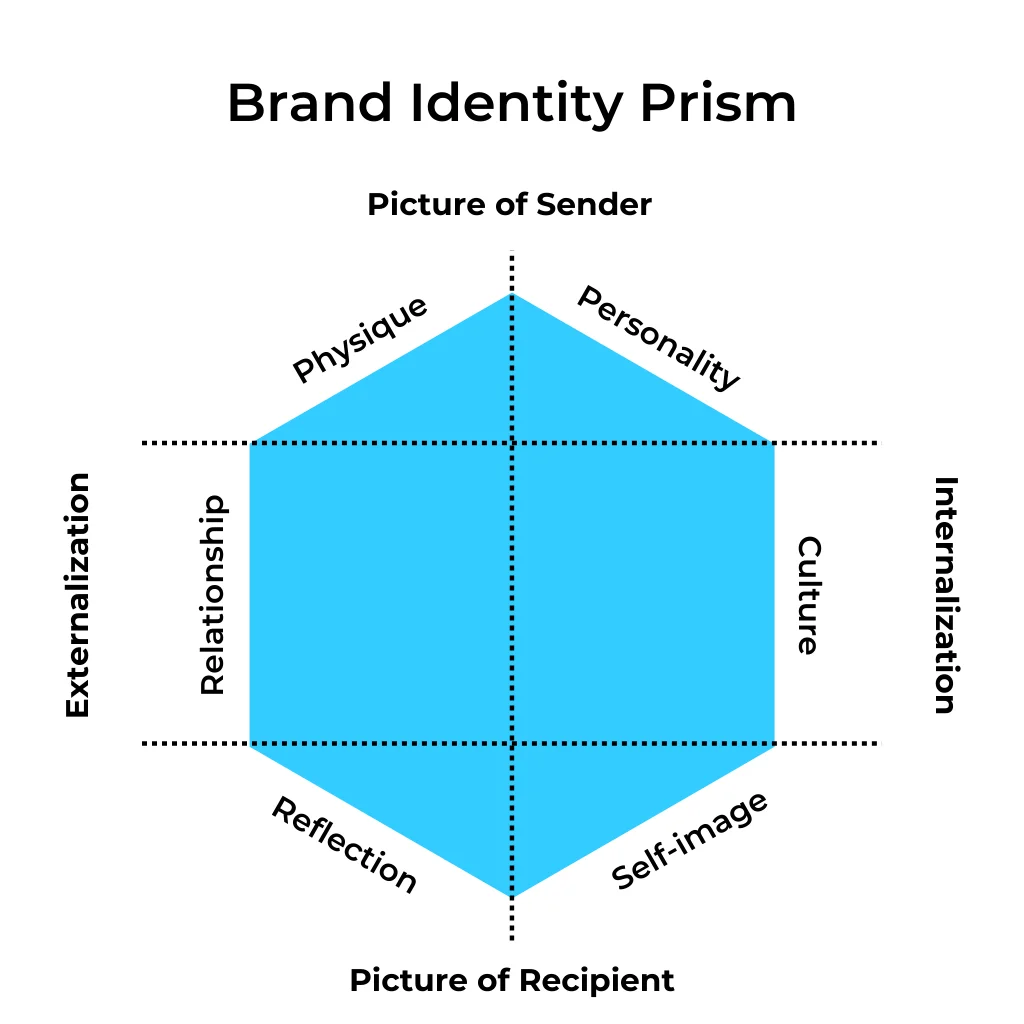 Brand Identity Prism
Picture of Sender
Physique
Personality
Externalization
Relationship
Culture
Internalization
Reflection
Self-image
Picture of Recipient